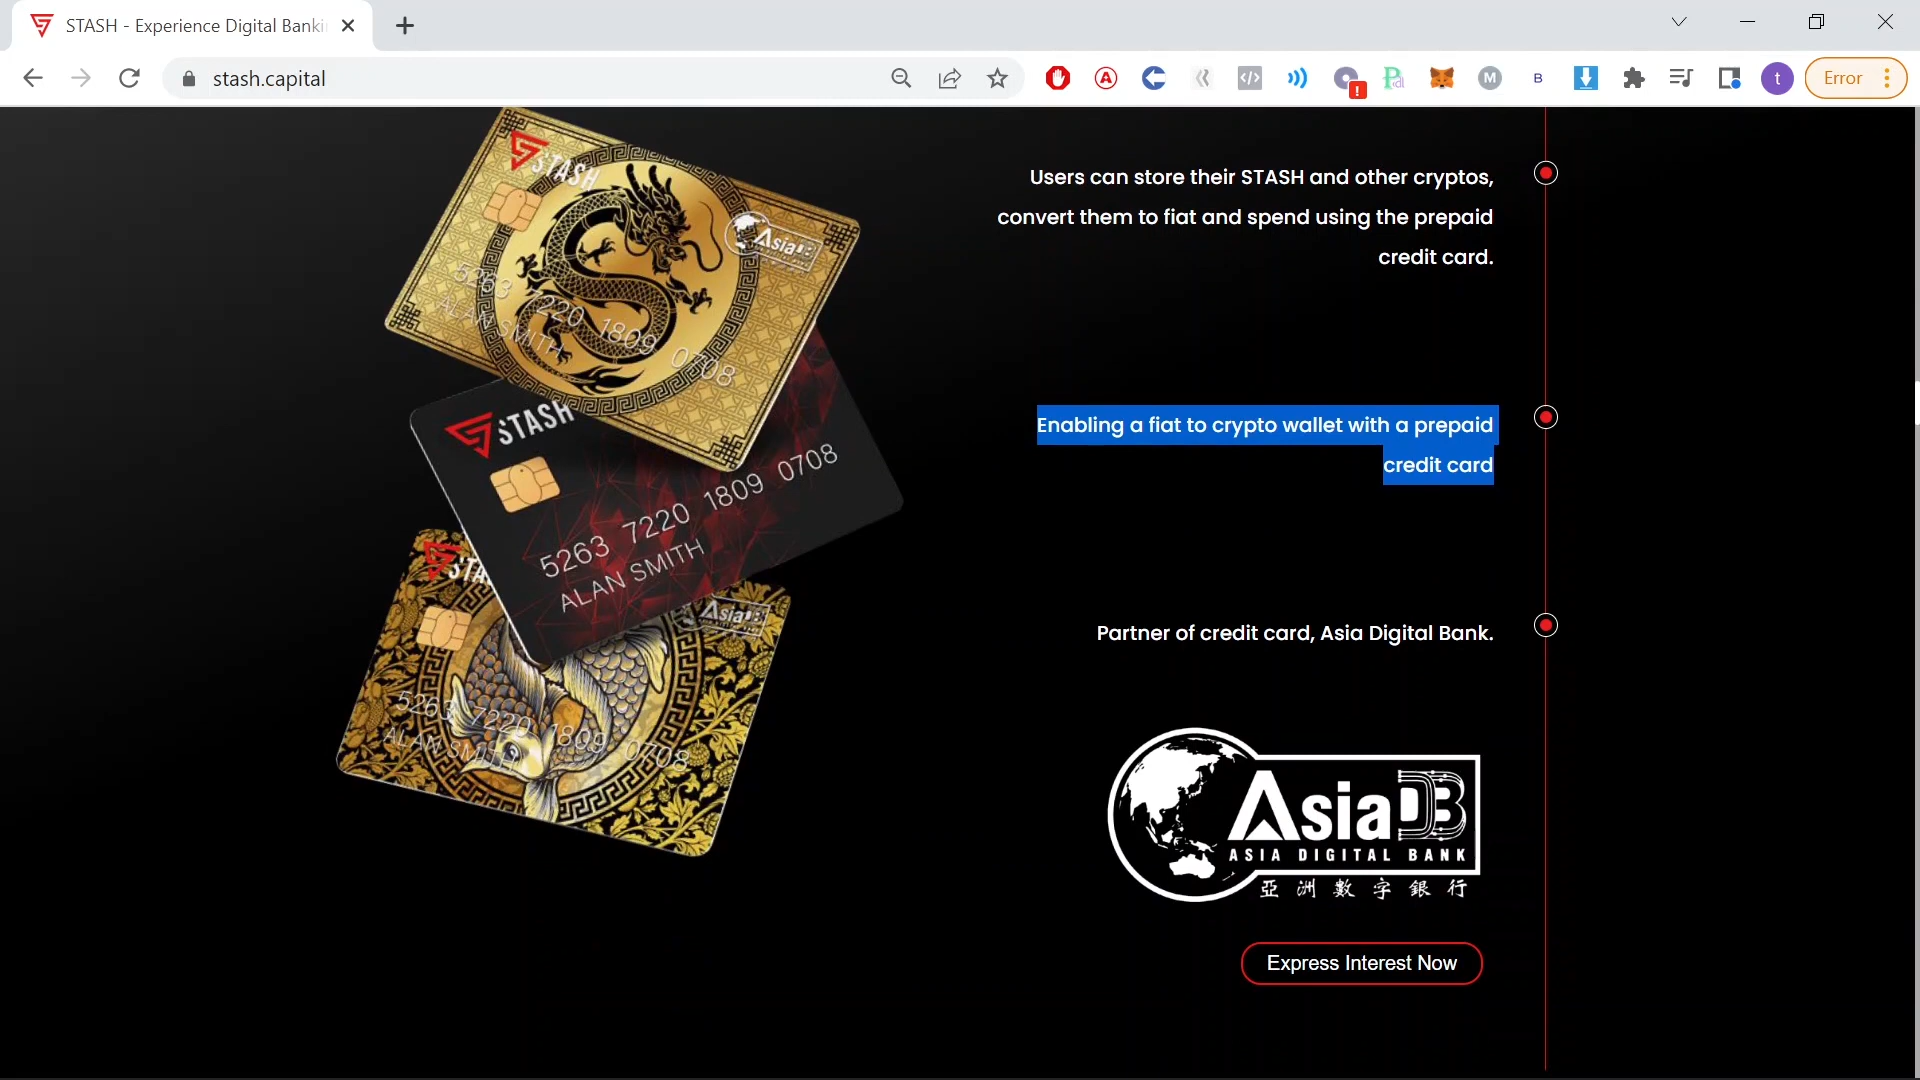 STASH - Experience Digital Banki
stash.capital
Error
STASH
AsiaDB
5263 7220 1809 0708
ALAN SMITH
STASH
5263 7220 1809 0708
ALAN SMITH
STA
AsiaDB
5263 7220 1809 0708
ALAN SMITH
Users can store their STASH and other cryptos,
convert them to fiat and spend using the prepaid
credit card.
Enabling a fiat to crypto wallet with a prepaid
credit card
Partner of credit card, Asia Digital Bank.
AsiaDB
ASIA DIGITAL BANK
亞洲數字銀行
Express Interest Now